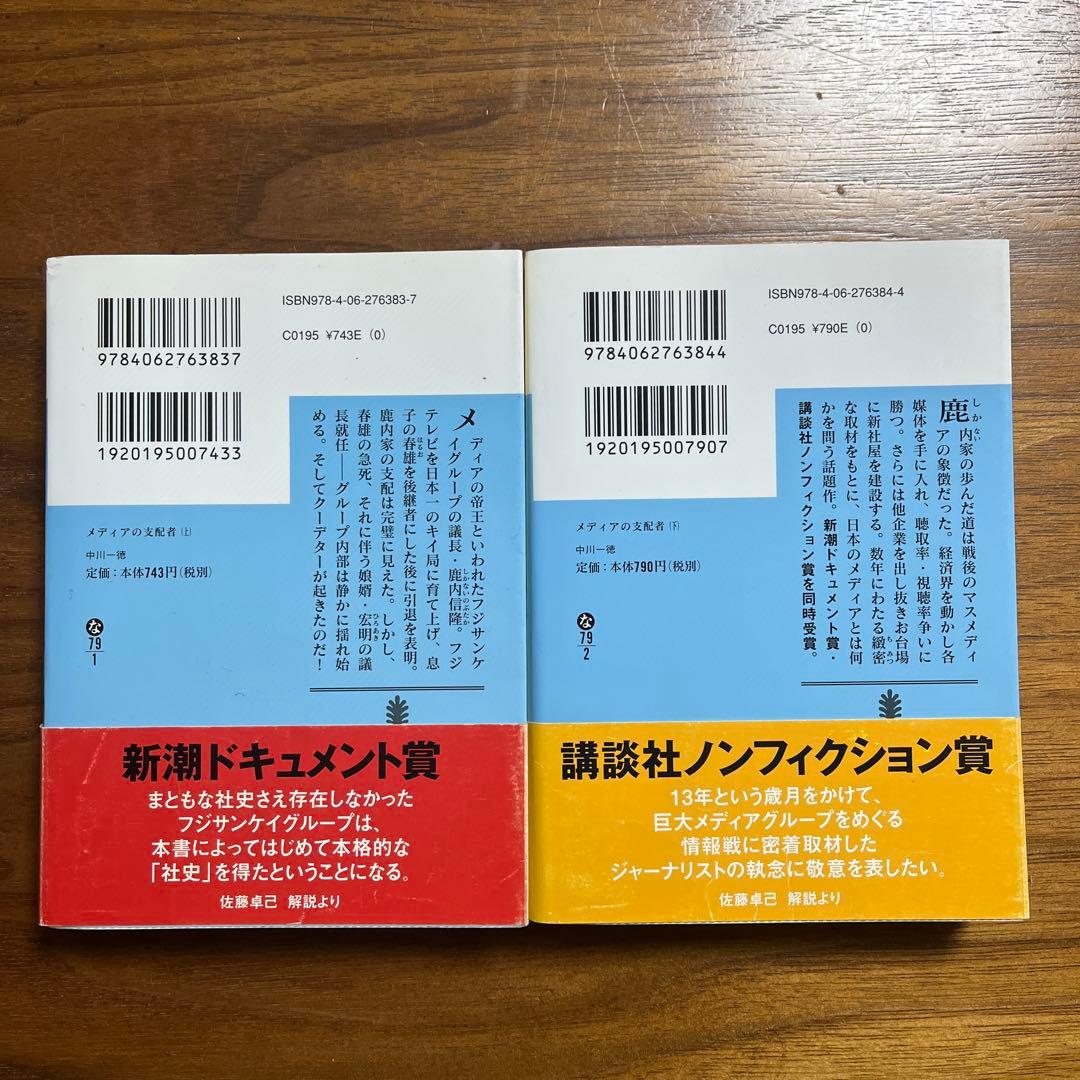 ISBN978-4-06-276383-7
C0195 ¥743E (0)
9784062763837
1920195007433
メディアの帝王といわれたフジサンケ
イグループの議長・鹿内信隆。フジ
しかないのぶたか
テレビを日本一のキイ局に育て上げ、息
子の春雄を後継者にした後に引退を表明。
はるお
鹿内家の支配は完璧に見えた。しかし、
春雄の急死、それに伴う娘婿・宏明の議
ひろあき
長就任――グループ内部は静かに揺れ始
める。そしてクーデターが起きたのだ!
メディアの支配者(上)
中川一徳
定価:本体743円(税別)
な
79
1
新潮ドキュメント賞
まともな社史さえ存在しなかった
フジサンケイグループは、
本書によってはじめて本格的な
「社史」を得たということになる。
佐藤卓己 解説より
ISBN978-4-06-276384-4
C0195 ¥790E (0)
9784062763844
1920195007907
しかない
鹿内家の歩んだ道は戦後のマスメディ
アの象徴だった。経済界を動かし各
媒体を手に入れ、聴取率・視聴率争いに
勝つ。さらには他企業を出し抜きお台場
に新社屋を建設する。数年にわたる緻密
ちみつ
な取材をもとに、日本のメディアとは何
かを問う話題作。新潮ドキュメント賞・
講談社ノンフィクション賞を同時受賞。
メディアの支配者(下)
中川一徳
定価:本体790円(税別)
な
79
2
講談社ノンフィクション賞
13年という歳月をかけて、
巨大メディアグループをめぐる
情報戦に密着取材した
ジャーナリストの執念に敬意を表したい。
佐藤卓己 解説より